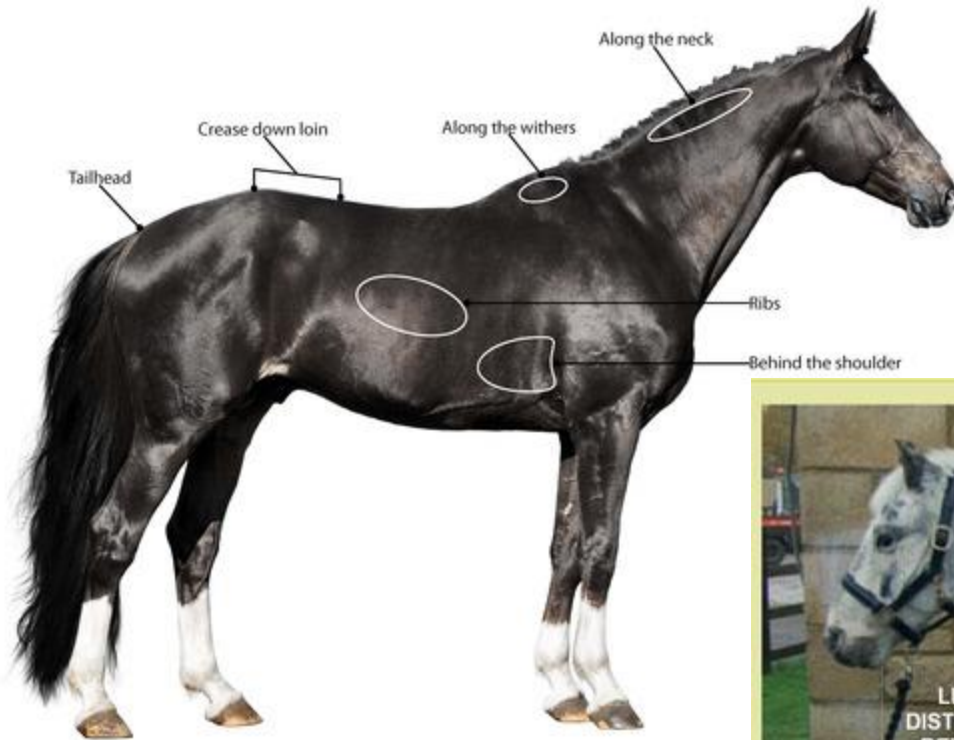 Along the neck
Crease down loin
Along the withers
Tailhead
Ribs
Behind the shoulder